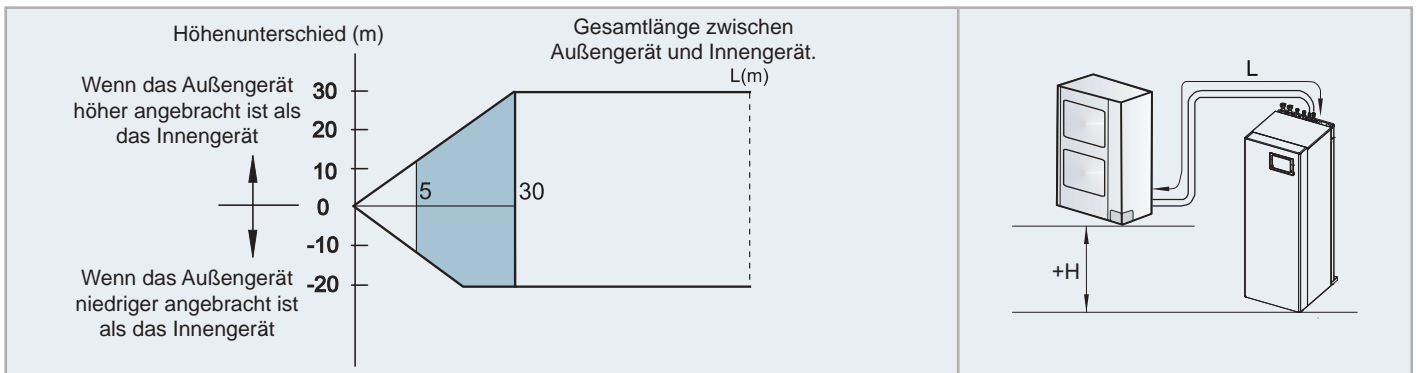 Höhenunterschied (m)
Gesamtlänge zwischen
Außengerät und Innengerät.
L(m)
Wenn das Außengerät
höher angebracht ist als
das Innengerät
30
20
10
0
-10
-20
5
30
Wenn das Außengerät
niedriger angebracht ist
als das Innengerät
L
+H